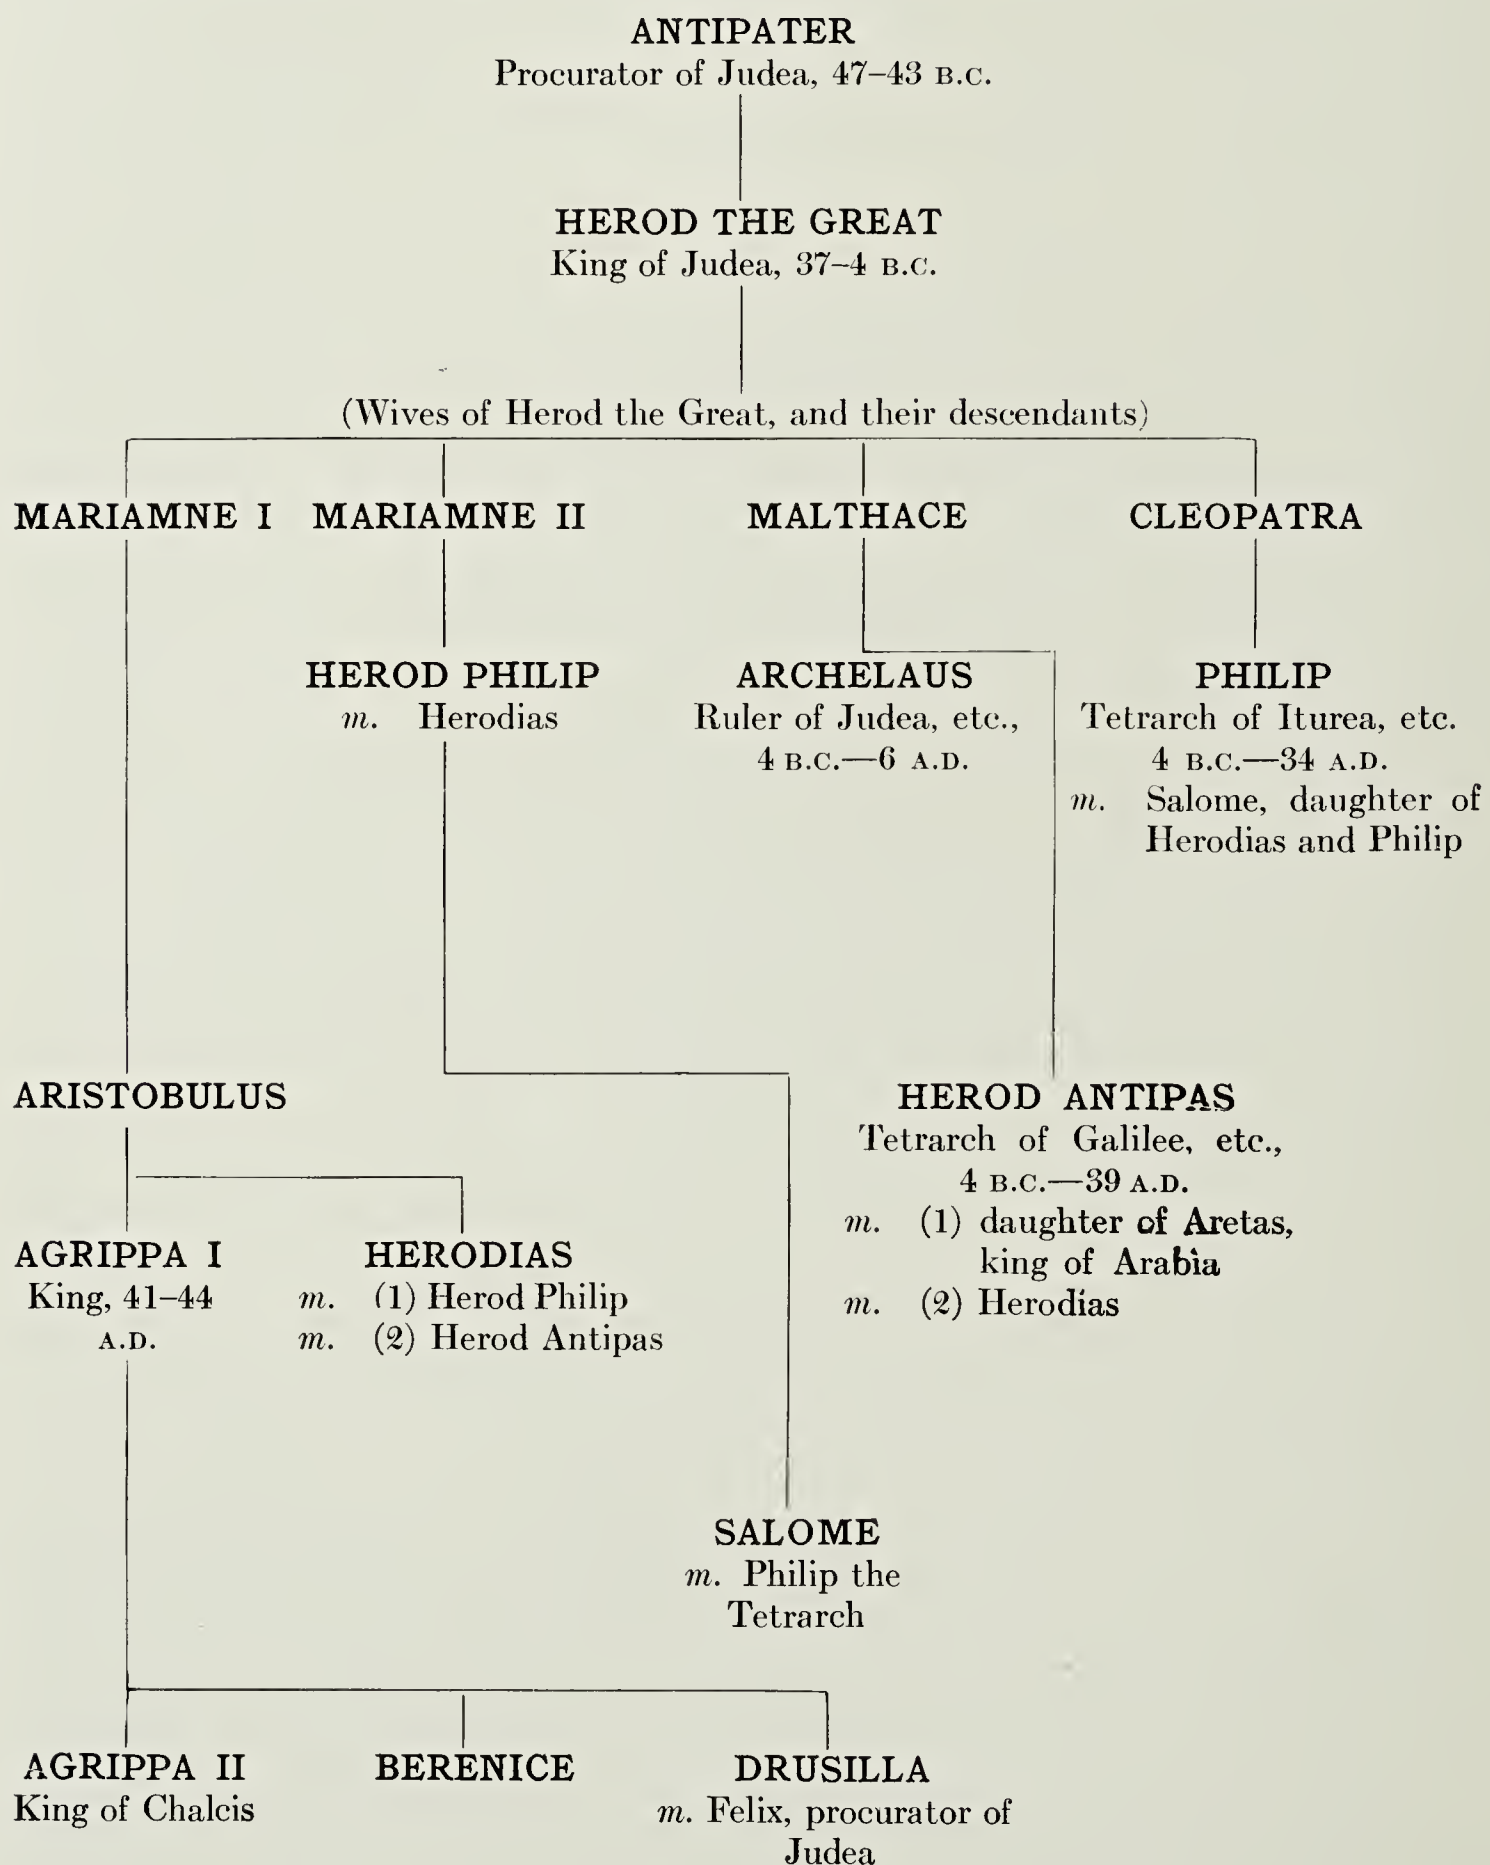 ANTIPATER
Procurator of Judea, 47–43 B.C.
HEROD THE GREAT
King of Judea, 37–4 B.C.
(Wives of Herod the Great, and their descendants)
MARIAMNE I MARIAMNE II MALTHACE CLEOPATRA
HEROD PHILIP
m. Herodias
ARCHELAUS
Ruler of Judea, etc.,
4 B.C.—6 A.D.
PHILIP
Tetrarch of Iturea, etc.
4 B.C.—34 A.D.
m. Salome, daughter of
Herodias and Philip
ARISTOBULUS
HEROD ANTIPAS
Tetrarch of Galilee, etc.,
4 B.C.—39 A.D.
m. (1) daughter of Aretas,
king of Arabia
m. (2) Herodias
AGRIPPA I
King, 41–44
A.D.
HERODIAS
m. (1) Herod Philip
m. (2) Herod Antipas
SALOME
m. Philip the
Tetrarch
AGRIPPA II
King of Chalcis
BERENICE
DRUSILLA
m. Felix, procurator of
Judea